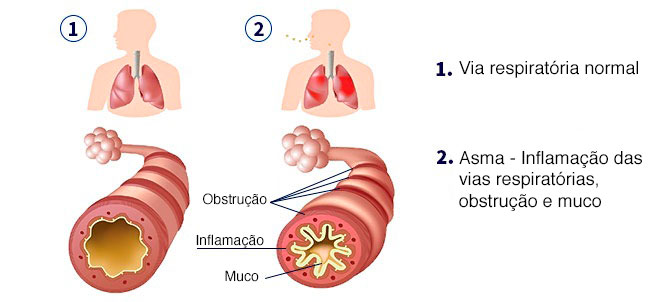 1
2
1. Via respiratória normal
2. Asma - Inflamação das
vias respiratórias,
obstrução e muco
Obstrução
Inflamação
Muco